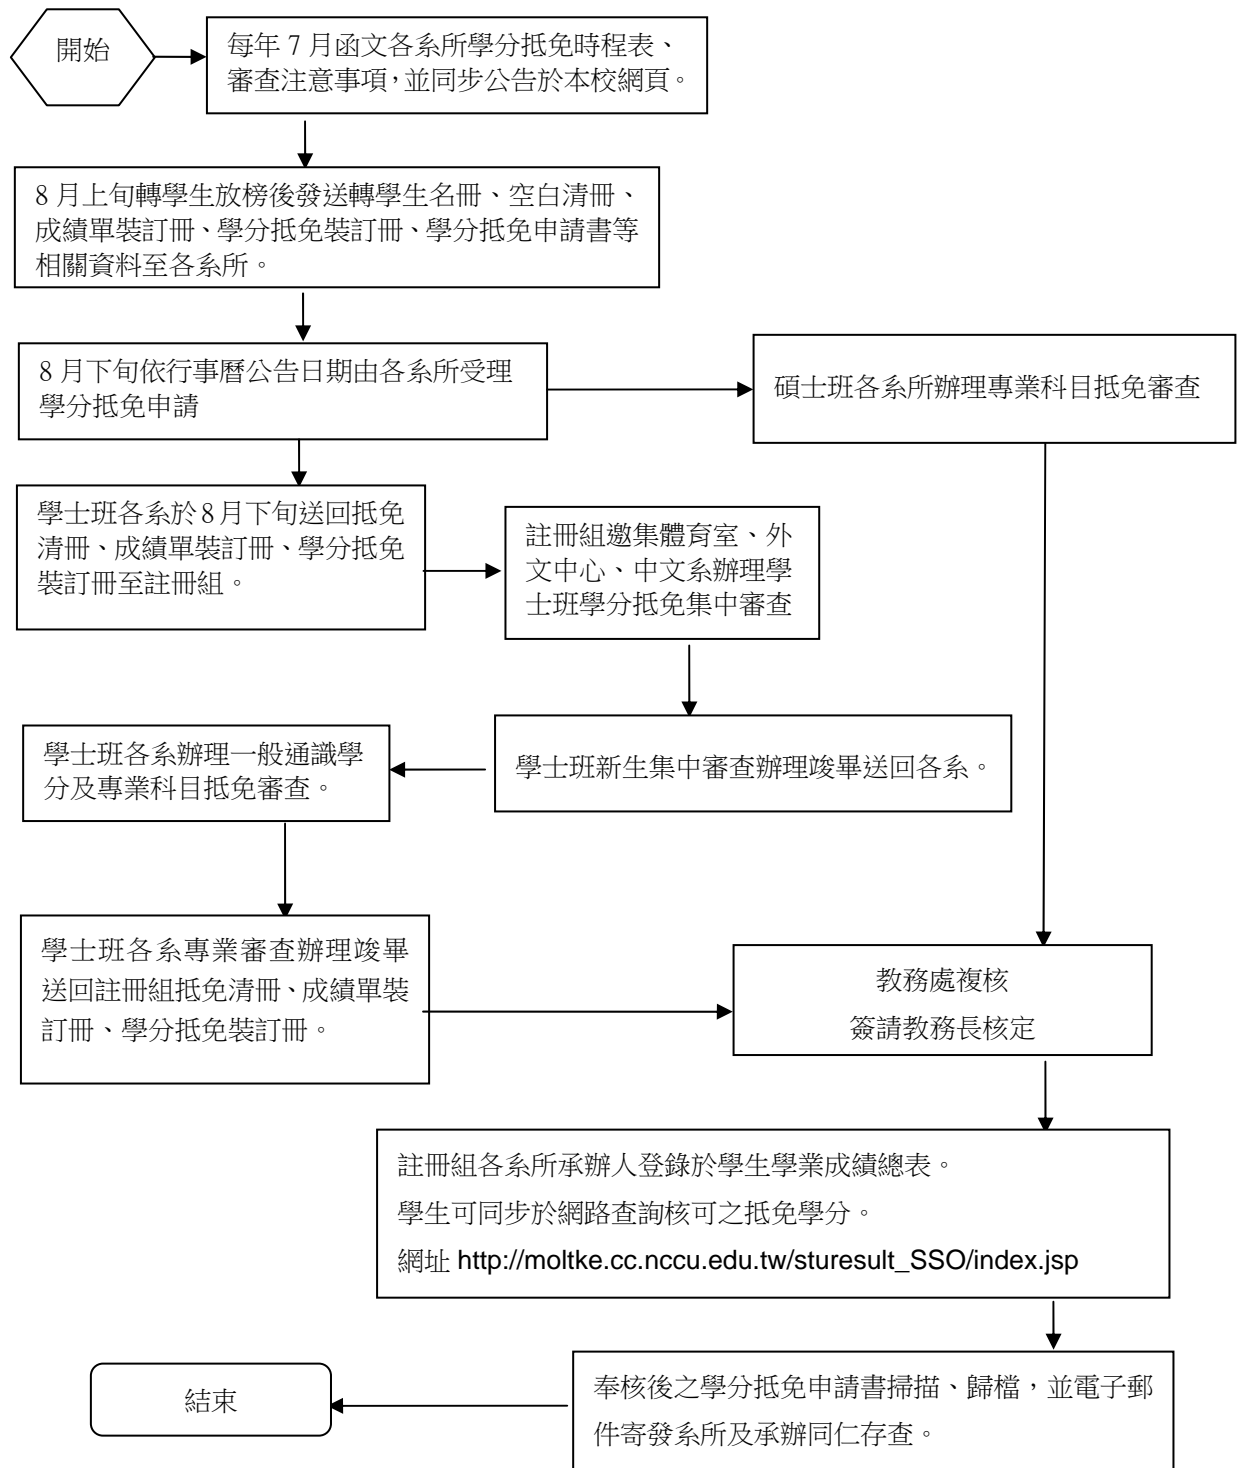 開始
每年 7 月函文各系所學分抵免時程表、
審查注意事項,並同步公告於本校網頁。
8 月上旬轉學生放榜後發送轉學生名冊、空白清冊、
成績單裝訂冊、學分抵免裝訂冊、學分抵免申請書等
相關資料至各系所。
8 月下旬依行事曆公告日期由各系所受理
學分抵免申請
碩士班各系所辦理專業科目抵免審查
學士班各系於 8 月下旬送回抵免
清冊、成績單裝訂冊、學分抵免
裝訂冊至註冊組。
註冊組邀集體育室、外
文中心、中文系辦理學
士班學分抵免集中審查
學士班各系辦理一般通識學
分及專業科目抵免審查。
學士班新生集中審查辦理竣畢送回各系。
學士班各系專業審查辦理竣畢
送回註冊組抵免清冊、成績單裝
訂冊、學分抵免裝訂冊。
教務處複核
簽請教務長核定
註冊組各系所承辦人登錄於學生學業成績總表。
學生可同步於網路查詢核可之抵免學分。
網址 http://moltke.cc.nccu.edu.tw/sturesult_SSO/index.jsp
結束
奉核後之學分抵免申請書掃描、歸檔,並電子郵
件寄發系所及承辦同仁存查。